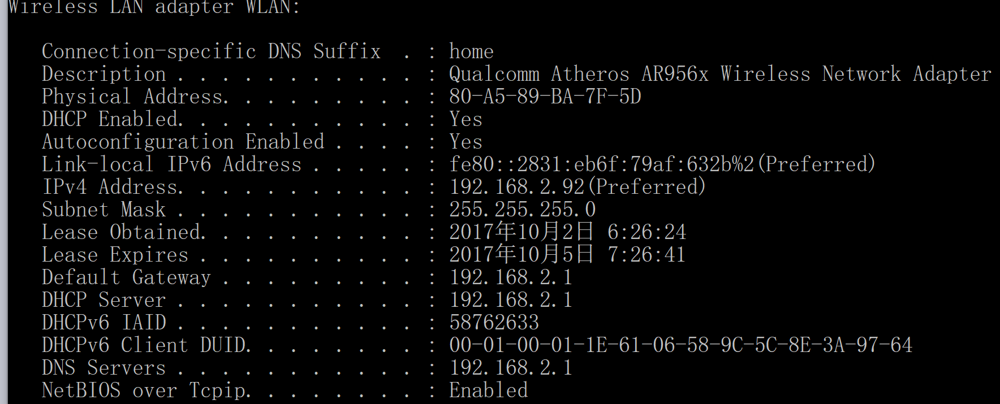 Wireless LAN adapter WLAN:
Connection-specific DNS Suffix  . : home
Description . . . . . . . . . . . : Qualcomm Atheros AR956x Wireless Network Adapter
Physical Address. . . . . . . . . : 80-A5-89-BA-7F-5D
DHCP Enabled. . . . . . . . . . . : Yes
Autoconfiguration Enabled . . . . : Yes
Link-local IPv6 Address . . . . . : fe80::2831:eb6f:79af:632b%2(Preferred)
IPv4 Address. . . . . . . . . . . : 192.168.2.92(Preferred)
Subnet Mask . . . . . . . . . . . : 255.255.255.0
Lease Obtained. . . . . . . . . . : 2017年10月2日 6:26:24
Lease Expires . . . . . . . . . . : 2017年10月5日 7:26:41
Default Gateway . . . . . . . . . : 192.168.2.1
DHCP Server . . . . . . . . . . . : 192.168.2.1
DHCPv6 IAID . . . . . . . . . . . : 58762633
DHCPv6 Client DUID. . . . . . . . : 00-01-00-01-1E-61-06-58-9C-5C-8E-3A-97-64
DNS Servers . . . . . . . . . . . : 192.168.2.1
NetBIOS over Tcpip. . . . . . . . : Enabled